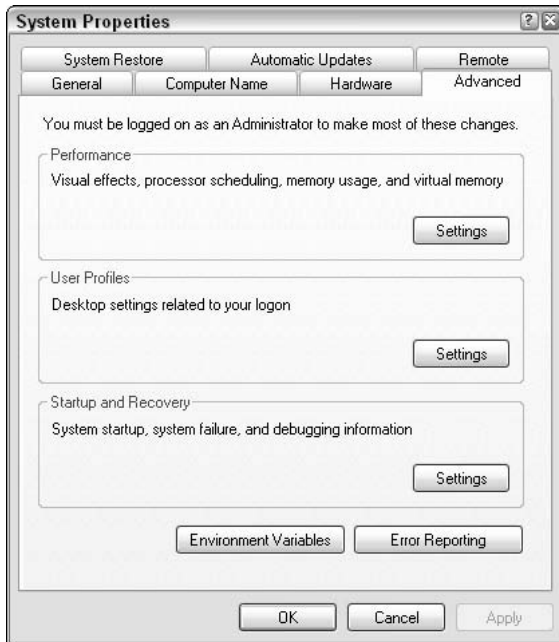 System Properties
System Restore
Automatic Updates
Remote
General
Computer Name
Hardware
Advanced
You must be logged on as an Administrator to make most of these changes.
Performance
Visual effects, processor scheduling, memory usage, and virtual memory
Settings
User Profiles
Desktop settings related to your logon
Settings
Startup and Recovery
System startup, system failure, and debugging information
Settings
Environment Variables
Error Reporting
OK
Cancel
Apply